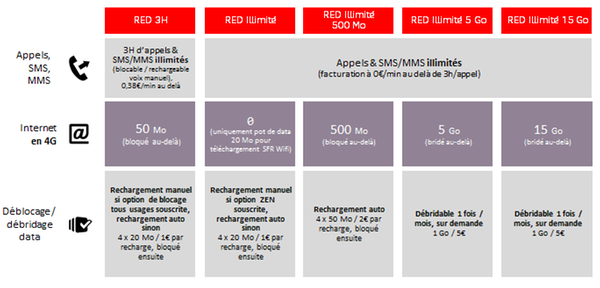 RED 3H
RED Illimité
RED Illimité
500 Mo
RED Illimité 5 Go
RED Illimité 15 Go
Appels,
SMS,
MMS
3H d'appels &
SMS/MMS illimités
(blocable / rechargeable
voix manuel),
0,38€/min au delà
Appels & SMS/MMS illimités
(facturation à 0€/min au delà de 3h/appel)
Internet
en 4G
50 Mo
(bloqué au-delà)
0
(uniquement pot de data
20 Mo pour
téléchargement SFR Wifi)
500 Mo
(bloqué au-delà)
5 Go
(bridé au-delà)
15 Go
(bridé au-delà)
Déblocage/
débridage
data
Rechargement manuel
si option de blocage
tous usages souscrite,
rechargement auto
sinon
4 x 20 Mo / 1€ par
recharge, bloqué
ensuite
Rechargement manuel
si option ZEN
souscrite,
rechargement auto
sinon
4 x 20 Mo / 1€ par
recharge, bloqué
ensuite
Rechargement auto
4 x 50 Mo / 2€ par
recharge, bloqué
ensuite
Débridable 1 fois /
mois, sur demande
1 Go / 5€
Débridable 1 fois /
mois, sur demande
1 Go / 5€